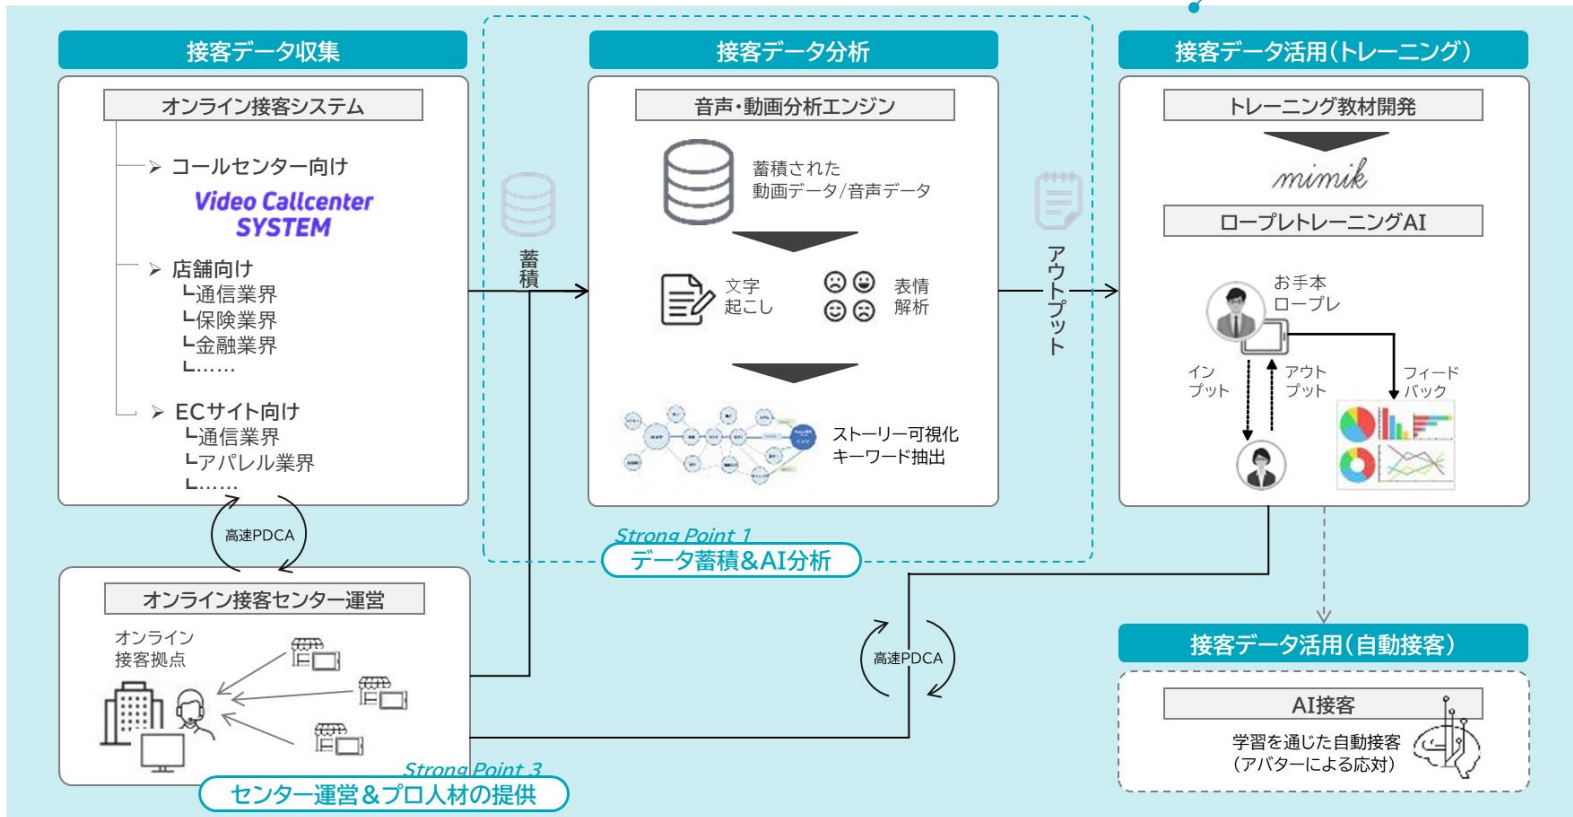 接客データ収集
オンライン接客システム
➢ コールセンター向け
Video Callcenter
SYSTEM
➢ 店舗向け
┗通信業界
┗保険業界
┗金融業界
┗……
➢ ECサイト向け
┗通信業界
┗アパレル業界
┗……
高速PDCA
オンライン接客センター運営
オンライン
接客拠点
Strong Point 3
センター運営&プロ人材の提供
蓄積
接客データ分析
音声・動画分析エンジン
蓄積された
動画データ/音声データ
文字
起こし
表情
解析
ストーリー可視化
キーワード抽出
Strong Point 1
データ蓄積&AI分析
アウトプット
高速PDCA
接客データ活用(トレーニング)
トレーニング教材開発
mimik
ロープレトレーニングAI
お手本
ロープレ
イン
プット
アウト
プット
フィード
バック
接客データ活用(自動接客)
AI接客
学習を通じた自動接客
(アバターによる応対)